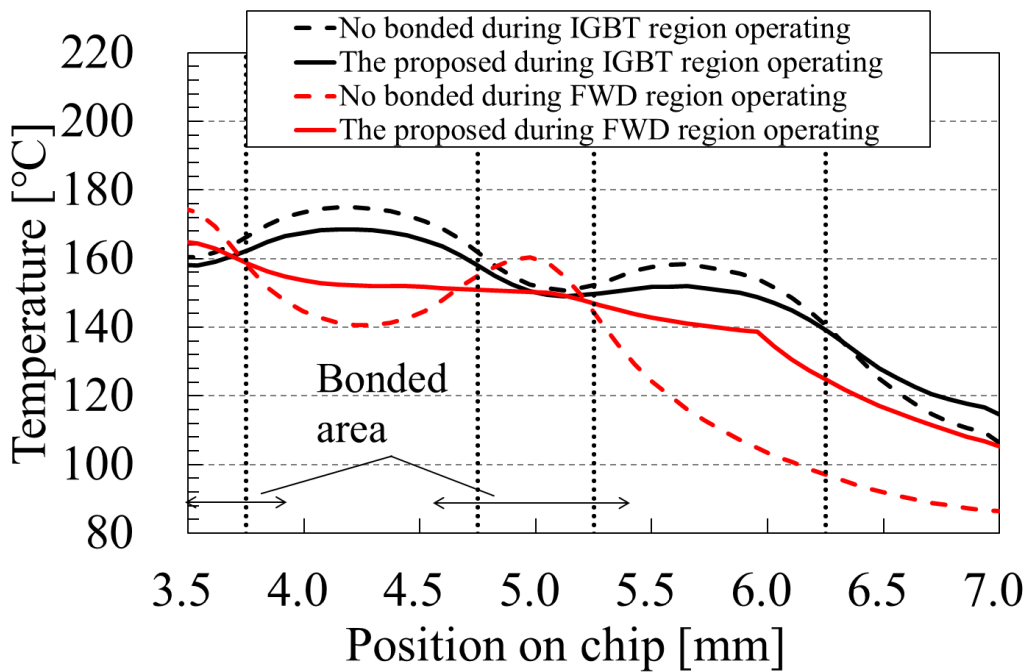 No bonded during IGBT region operating
The proposed during IGBT region operating
No bonded during FWD region operating
The proposed during FWD region operating
Temperature [°C]
220
200
180
160
140
120
100
80
Bonded
area
3.5 4.0 4.5 5.0 5.5 6.0 6.5 7.0
Position on chip [mm]